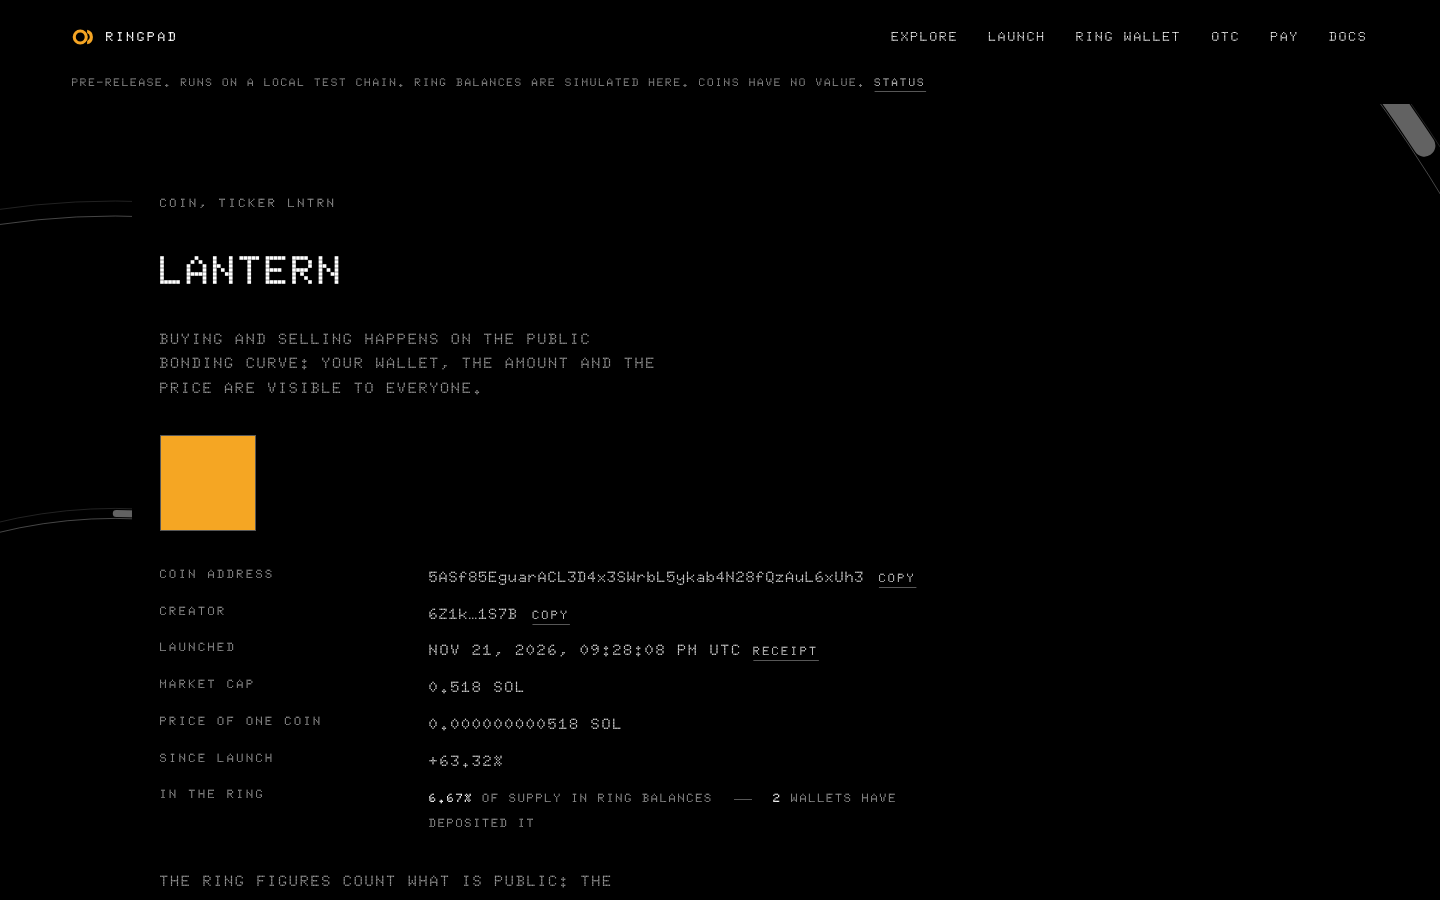 RINGPAD
EXPLORE LAUNCH RING WALLET OTC PAY DOCS
PRE-RELEASE. RUNS ON A LOCAL TEST CHAIN. RING BALANCES ARE SIMULATED HERE. COINS HAVE NO VALUE. STATUS
COIN, TICKER LNTRN
LANTERN
BUYING AND SELLING HAPPENS ON THE PUBLIC
BONDING CURVE: YOUR WALLET, THE AMOUNT AND THE
PRICE ARE VISIBLE TO EVERYONE.
COIN ADDRESS 5ASf85EguarACL3D4x3SWrbL5ykab4N28fQzAuL6xUh3 COPY
CREATOR 6Z1k…1S7B COPY
LAUNCHED NOV 21, 2026, 09:28:08 PM UTC RECEIPT
MARKET CAP 0.518 SOL
PRICE OF ONE COIN 0.000000000518 SOL
SINCE LAUNCH +63.32%
IN THE RING 6.67% OF SUPPLY IN RING BALANCES — 2 WALLETS HAVE
DEPOSITED IT
THE RING FIGURES COUNT WHAT IS PUBLIC: THE